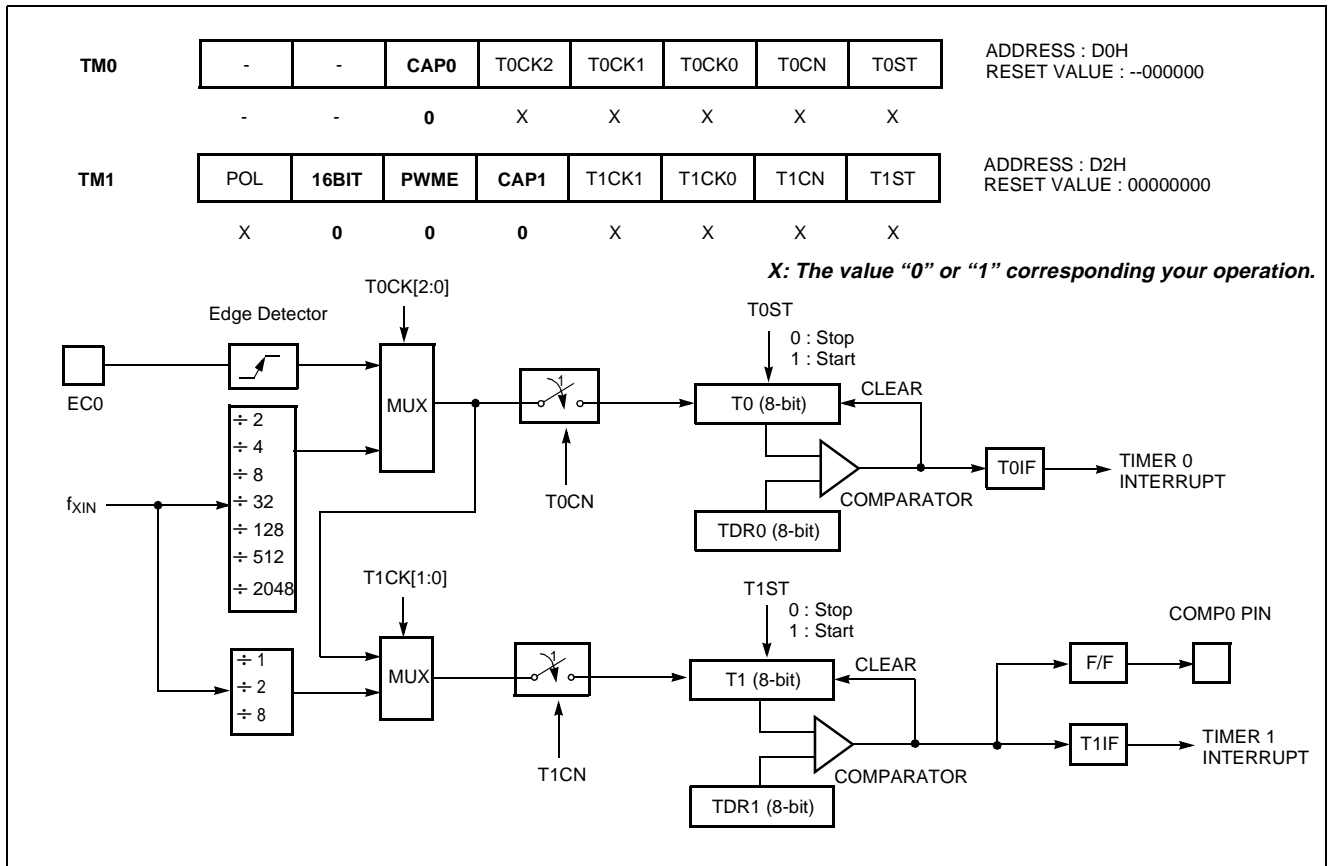 TM0 - - CAP0 T0CK2 T0CK1 T0CK0 T0CN T0ST
ADDRESS : D0H
RESET VALUE : --000000
- - 0 X X X X X
TM1 POL 16BIT PWME CAP1 T1CK1 T1CK0 T1CN T1ST
ADDRESS : D2H
RESET VALUE : 00000000
X 0 0 0 X X X X
X: The value “0” or “1” corresponding your operation.
T0CK[2:0]
Edge Detector
EC0
MUX
÷ 2
÷ 4
÷ 8
÷ 32
÷ 128
÷ 512
÷ 2048
fXIN
1
T0CN
T0ST
0 : Stop
1 : Start
T0 (8-bit)
CLEAR
COMPARATOR
TDR0 (8-bit)
T0IF
TIMER 0
INTERRUPT
T1CK[1:0]
÷ 1
÷ 2
÷ 8
MUX
1
T1CN
T1ST
0 : Stop
1 : Start
T1 (8-bit)
CLEAR
COMPARATOR
TDR1 (8-bit)
COMP0 PIN
F/F
T1IF
TIMER 1
INTERRUPT